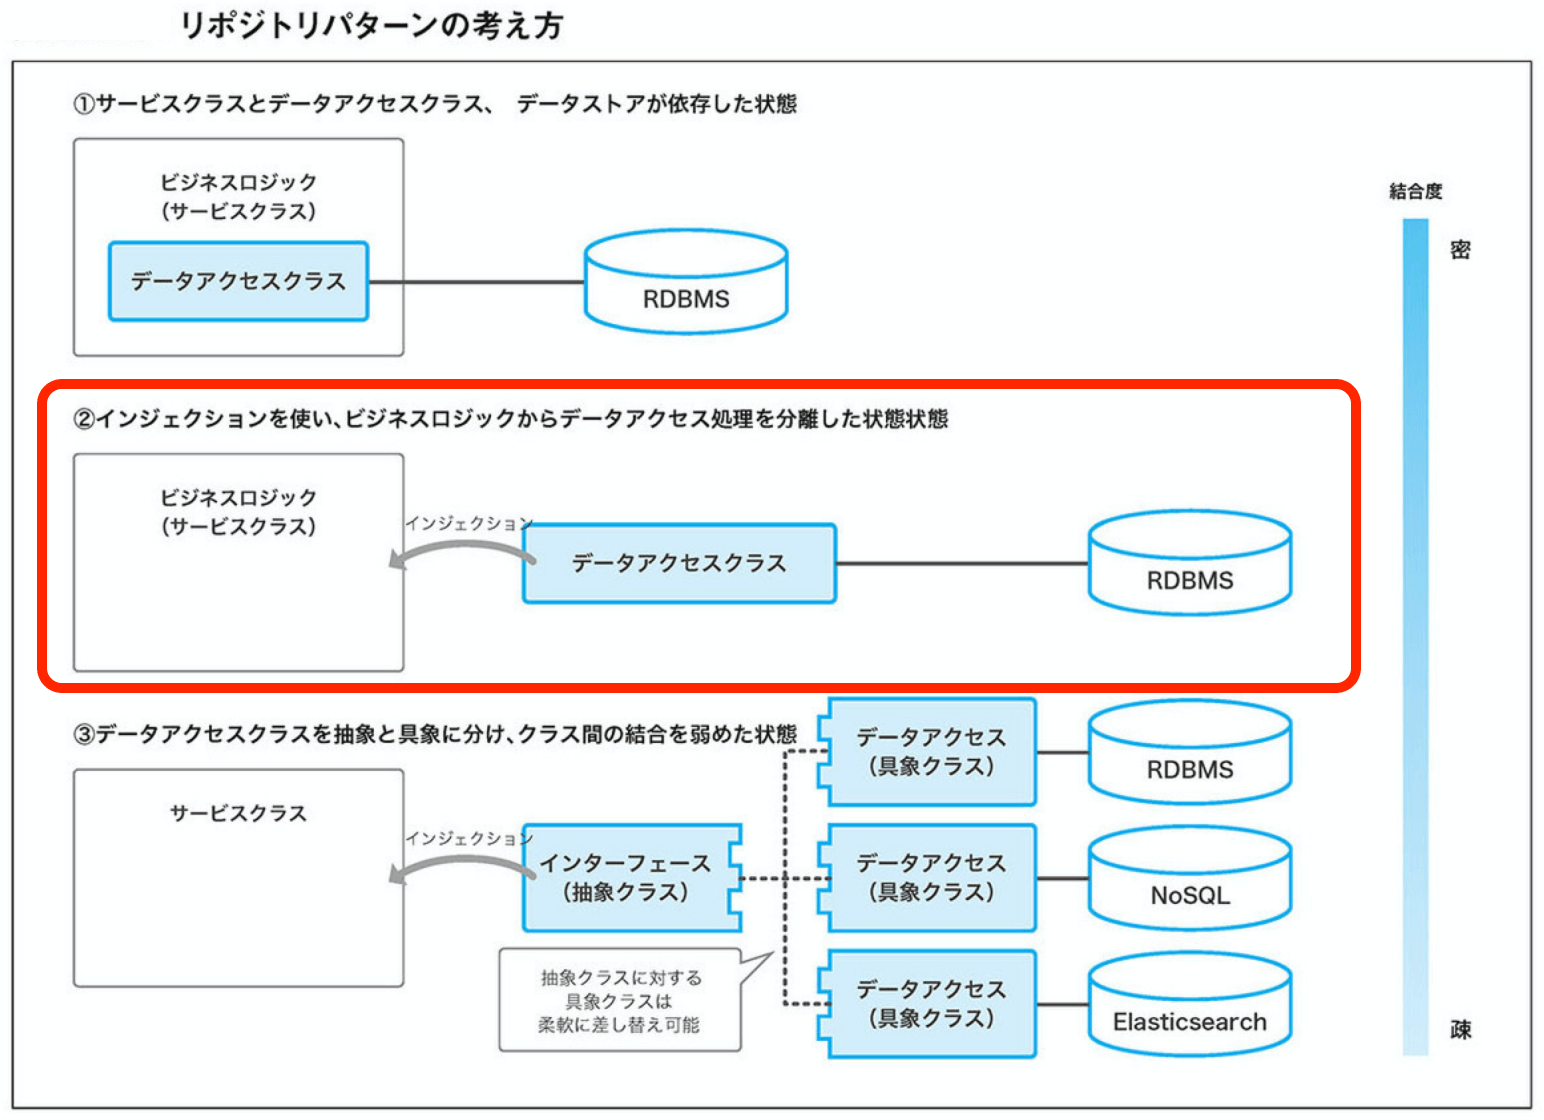 リポジトリパターンの考え方
①サービスクラスとデータアクセスクラス、 データストアが依存した状態
ビジネスロジック
（サービスクラス）
データアクセスクラス
RDBMS
結合度
密
②インジェクションを使い、ビジネスロジックからデータアクセス処理を分離した状態状態
ビジネスロジック
（サービスクラス）
インジェクション
データアクセスクラス
RDBMS
③データアクセスクラスを抽象と具象に分け、クラス間の結合を弱めた状態
サービスクラス
インジェクション
インターフェース
（抽象クラス）
データアクセス
（具象クラス）
RDBMS
データアクセス
（具象クラス）
NoSQL
データアクセス
（具象クラス）
Elasticsearch
抽象クラスに対する
具象クラスは
柔軟に差し替え可能
疎